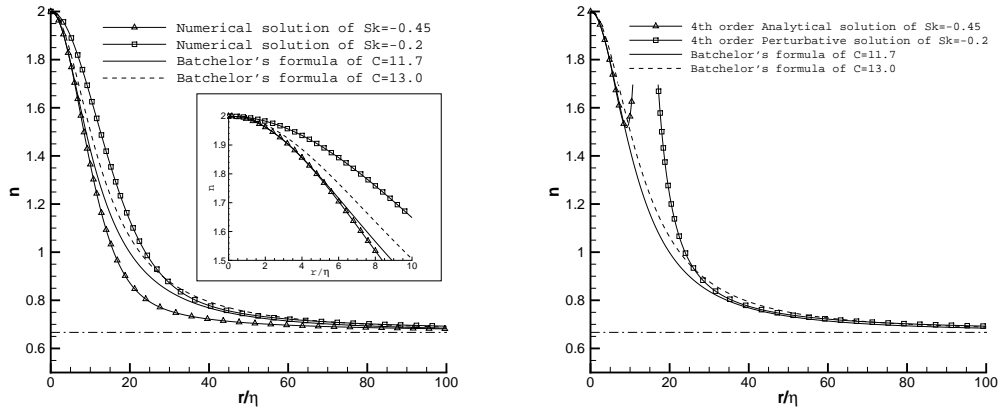 Numerical solution of Sk=-0.45
Numerical solution of Sk=-0.2
Batchelor's formula of C=11.7
Batchelor's formula of C=13.0
n
2
1.8
1.6
1.4
1.2
1
0.8
0.6
0 20 40 60 80 100
r/η
n
2
1.9
1.8
1.7
1.6
1.5
0 2 4 6 8 10
r/η
4th order Analytical solution of Sk=-0.45
4th order Perturbative solution of Sk=-0.2
Batchelor's formula of C=11.7
Batchelor's formula of C=13.0
n
2
1.8
1.6
1.4
1.2
1
0.8
0.6
0 20 40 60 80 100
r/η